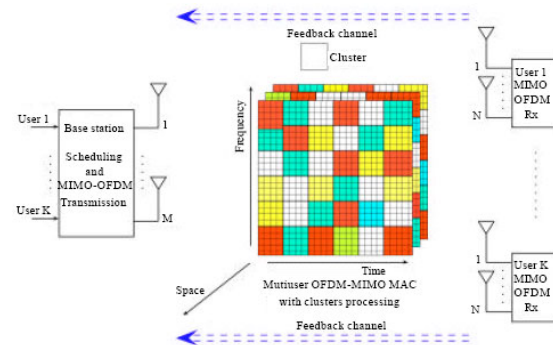 Feedback channel
Cluster
User 1
Base station
Scheduling
and
MIMO-OFDM
Transmission
User K
1
M
Frequency
Time
Space
Mutiuser OFDM-MIMO MAC
with clusters processing
1
N
User 1
MIMO
OFDM
Rx
1
N
User K
MIMO
OFDM
Rx
Feedback channel